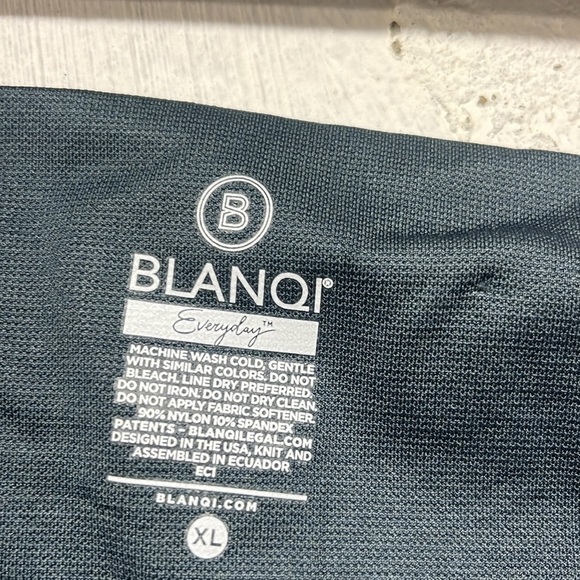 B
BLANQI®
Everyday™
MACHINE WASH COLD, GENTLE
WITH SIMILAR COLORS. DO NOT
BLEACH. LINE DRY PREFERRED.
DO NOT IRON. DO NOT DRY CLEAN.
DO NOT APPLY FABRIC SOFTENER.
90% NYLON 10% SPANDEX
PATENTS – BLANQILEGAL.COM
DESIGNED IN THE USA, KNIT AND
ASSEMBLED IN ECUADOR
EC1
BLANQI.COM
XL